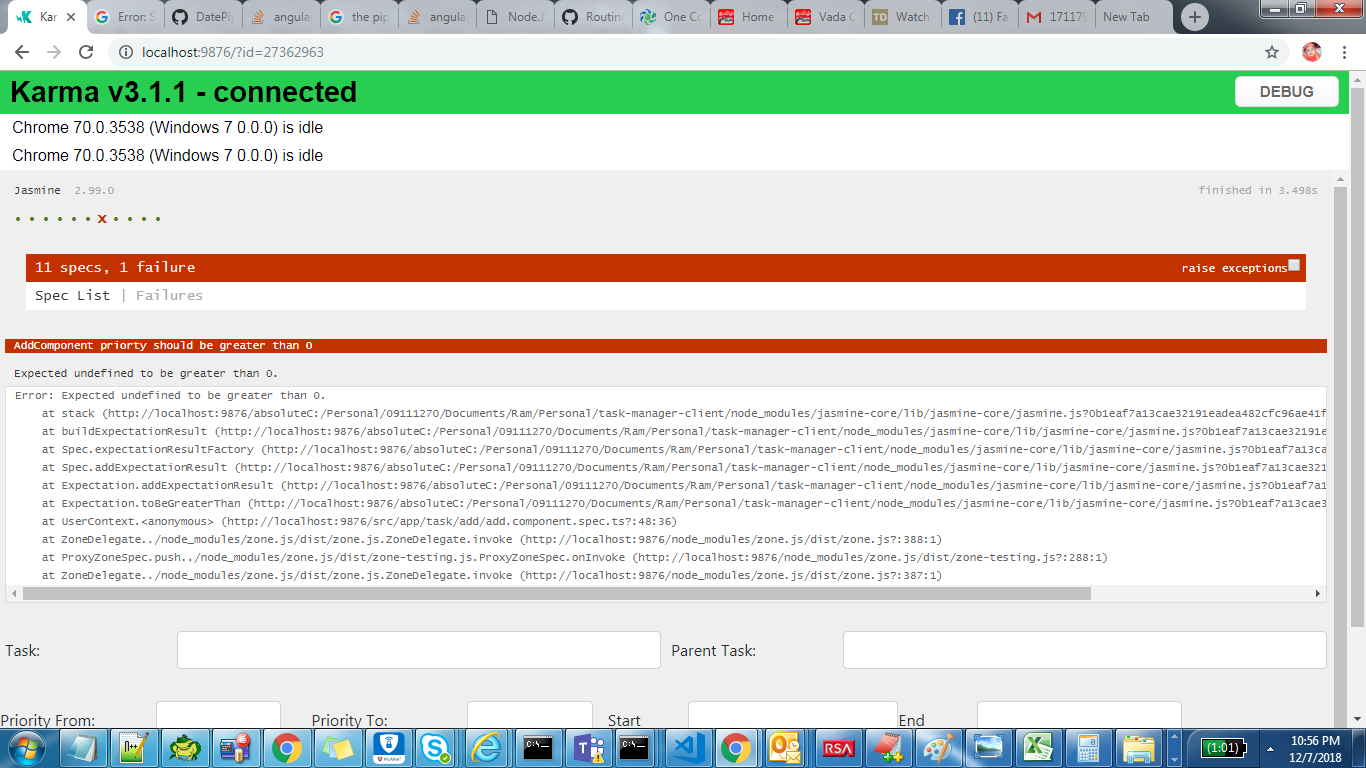 Kar
Error: S
DatePip
angular
the pip
angular
Node.J
Routing
One Co
Home
Vada C
TD
Watch
(11) Fa
171179
New Tab
localhost:9876/?id=27362963
Karma v3.1.1 - connected
DEBUG
Chrome 70.0.3538 (Windows 7 0.0.0) is idle
Chrome 70.0.3538 (Windows 7 0.0.0) is idle
Jasmine 2.99.0
finished in 3.498s
• • • • • • x • • • •
11 specs, 1 failure
raise exceptions
Spec List | Failures
AddComponent priorty should be greater than 0
Expected undefined to be greater than 0.
Error: Expected undefined to be greater than 0.
at stack (http://localhost:9876/absoluteC:/Personal/09111270/Documents/Ram/Personal/task-manager-client/node_modules/jasmine-core/lib/jasmine-core/jasmine.js?0b1eaf7a13cae32191eadea482cfc96ae41f
at buildExpectationResult (http://localhost:9876/absoluteC:/Personal/09111270/Documents/Ram/Personal/task-manager-client/node_modules/jasmine-core/lib/jasmine-core/jasmine.js?0b1eaf7a13cae32191e
at Spec.expectationResultFactory (http://localhost:9876/absoluteC:/Personal/09111270/Documents/Ram/Personal/task-manager-client/node_modules/jasmine-core/lib/jasmine-core/jasmine.js?0b1eaf7a13ca
at Spec.addExpectationResult (http://localhost:9876/absoluteC:/Personal/09111270/Documents/Ram/Personal/task-manager-client/node_modules/jasmine-core/lib/jasmine-core/jasmine.js?0b1eaf7a13cae321
at Expectation.addExpectationResult (http://localhost:9876/absoluteC:/Personal/09111270/Documents/Ram/Personal/task-manager-client/node_modules/jasmine-core/lib/jasmine-core/jasmine.js?0b1eaf7a1
at Expectation.toBeGreaterThan (http://localhost:9876/absoluteC:/Personal/09111270/Documents/Ram/Personal/task-manager-client/node_modules/jasmine-core/lib/jasmine-core/jasmine.js?0b1eaf7a13cae3
at UserContext.<anonymous> (http://localhost:9876/src/app/task/add/add.component.spec.ts?:48:36)
at ZoneDelegate../node_modules/zone.js/dist/zone.js.ZoneDelegate.invoke (http://localhost:9876/node_modules/zone.js/dist/zone.js?:388:1)
at ProxyZoneSpec.push../node_modules/zone.js/dist/zone-testing.js.ProxyZoneSpec.onInvoke (http://localhost:9876/node_modules/zone.js/dist/zone-testing.js?:288:1)
at ZoneDelegate../node_modules/zone.js/dist/zone.js.ZoneDelegate.invoke (http://localhost:9876/node_modules/zone.js/dist/zone.js?:387:1)
Task:
Parent Task:
Priority From:
Priority To:
Start
End
RSA
(1:01)
10:56 PM
12/7/2018